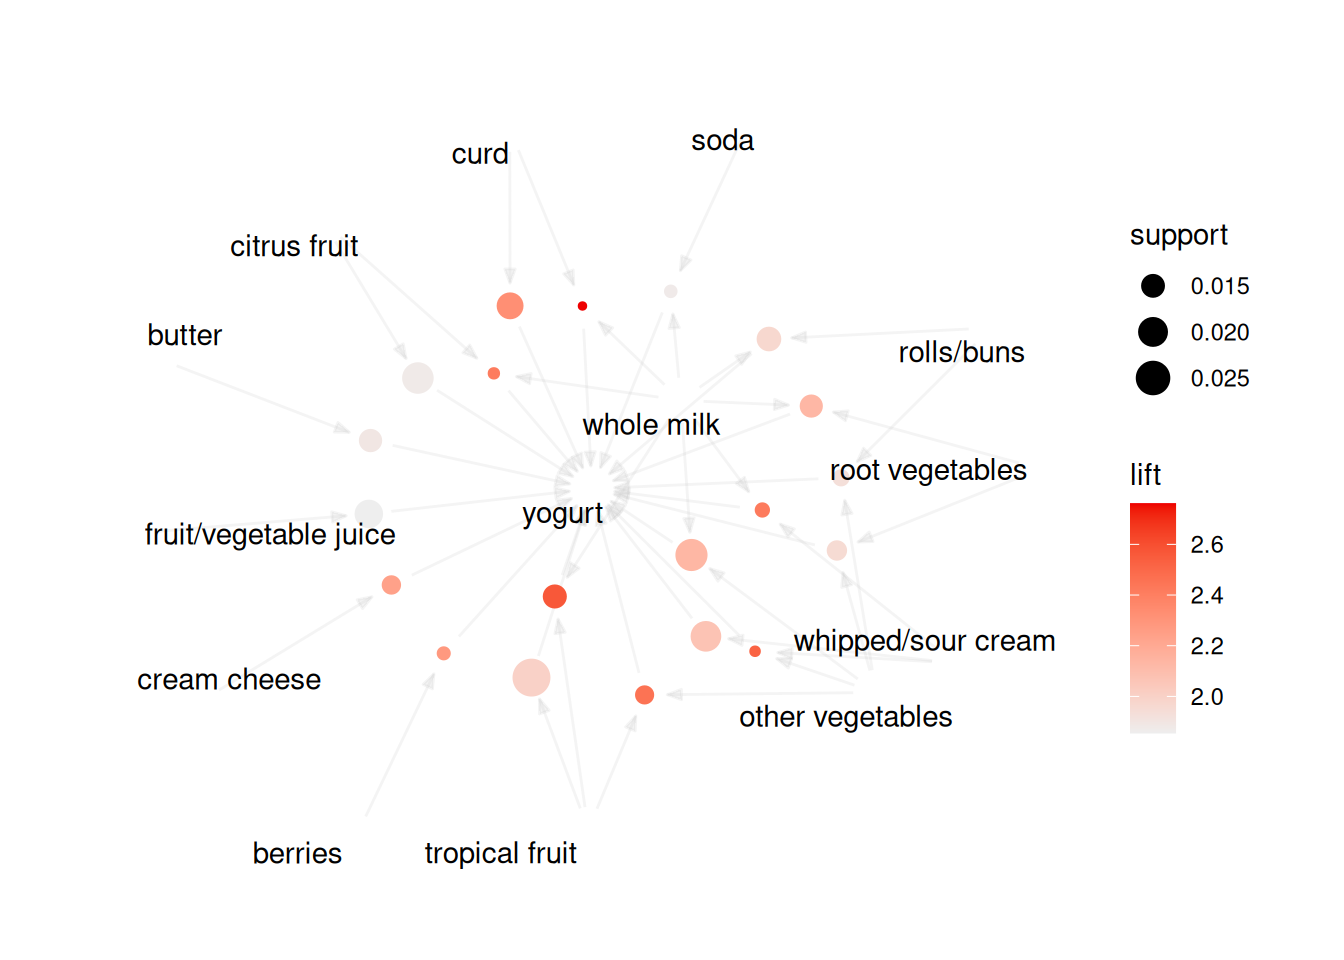 soda
curd
citrus fruit
butter
rolls/buns
whole milk
root vegetables
yogurt
fruit/vegetable juice
whipped/sour cream
cream cheese
other vegetables
berries
tropical fruit
support
0.015
0.020
0.025
lift
2.6
2.4
2.2
2.0